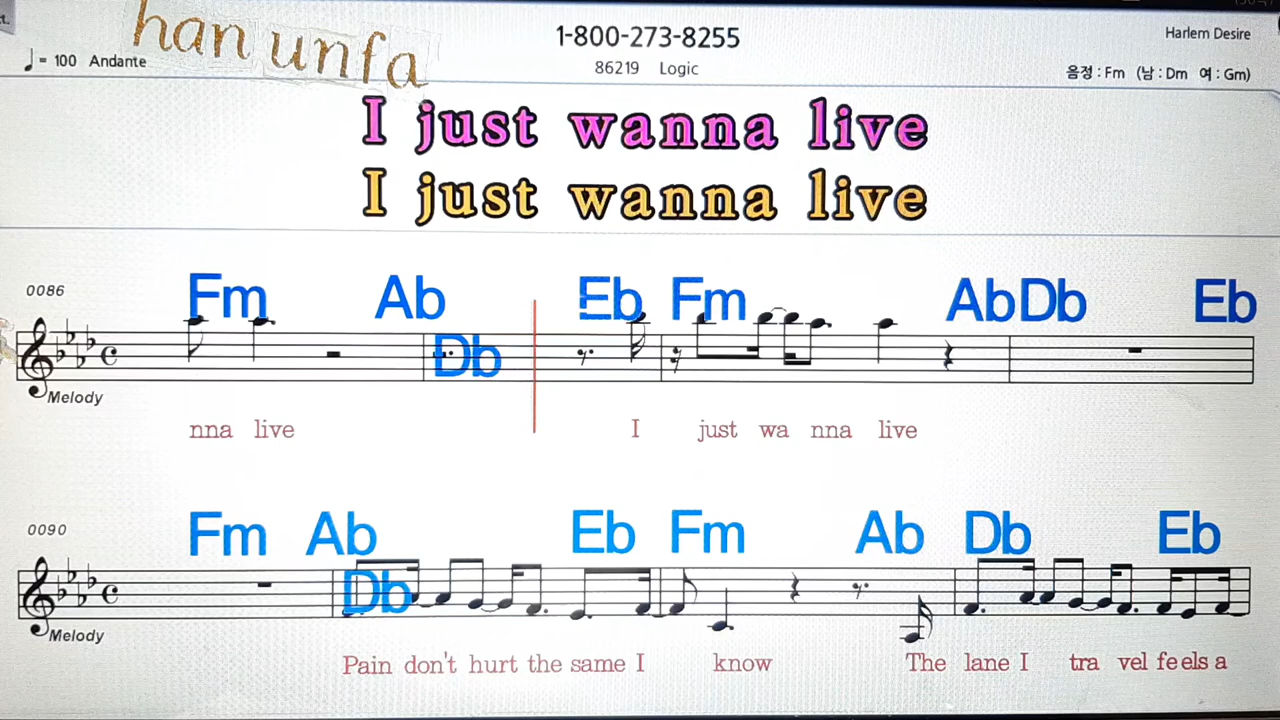 han unfa
1-800-273-8255
Harlem Desire
♩= 100 Andante
86219 Logic
음정 : Fm (남 : Dm 여 : Gm)
I just wanna live
I just wanna live
0086
Fm Ab Eb Fm Ab Db Eb
Db
Melody
nna live I just wa nna live
0090
Fm Ab Eb Fm Ab Db Eb
Db
Melody
Pain don't hurt the same I know The lane I tra vel feels a